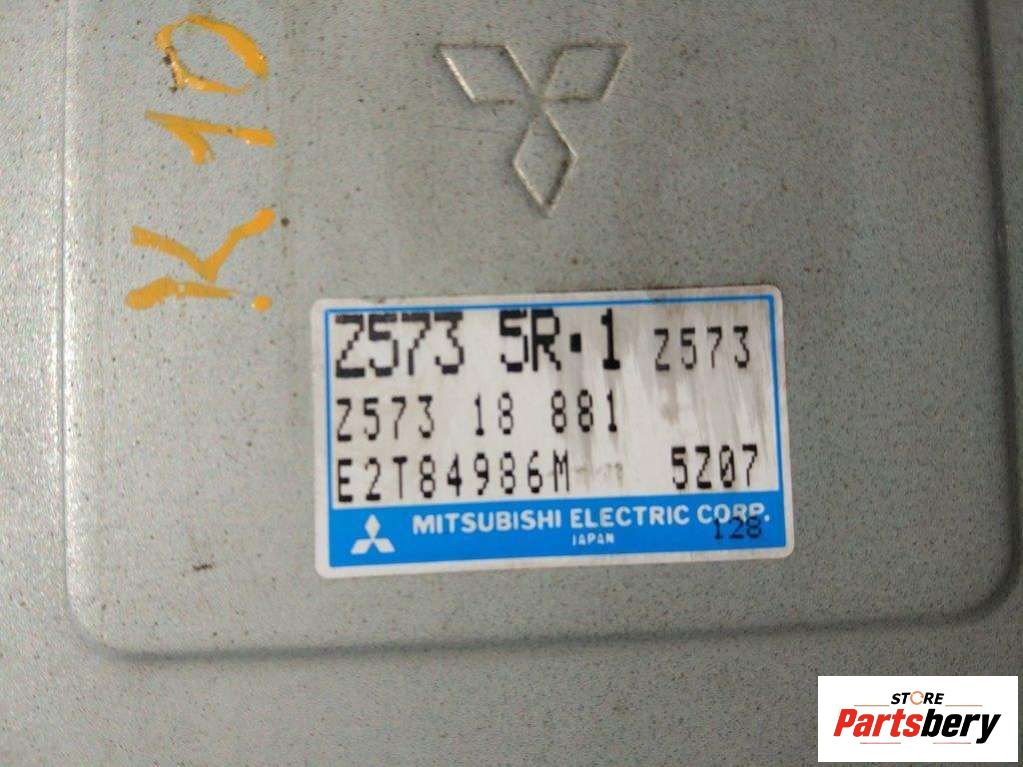 K10
Z573 5R-1 Z573
Z573 18 881
E2T84986M 5Z07
MITSUBISHI ELECTRIC CORP.
JAPAN
128
STORE
Partsbery